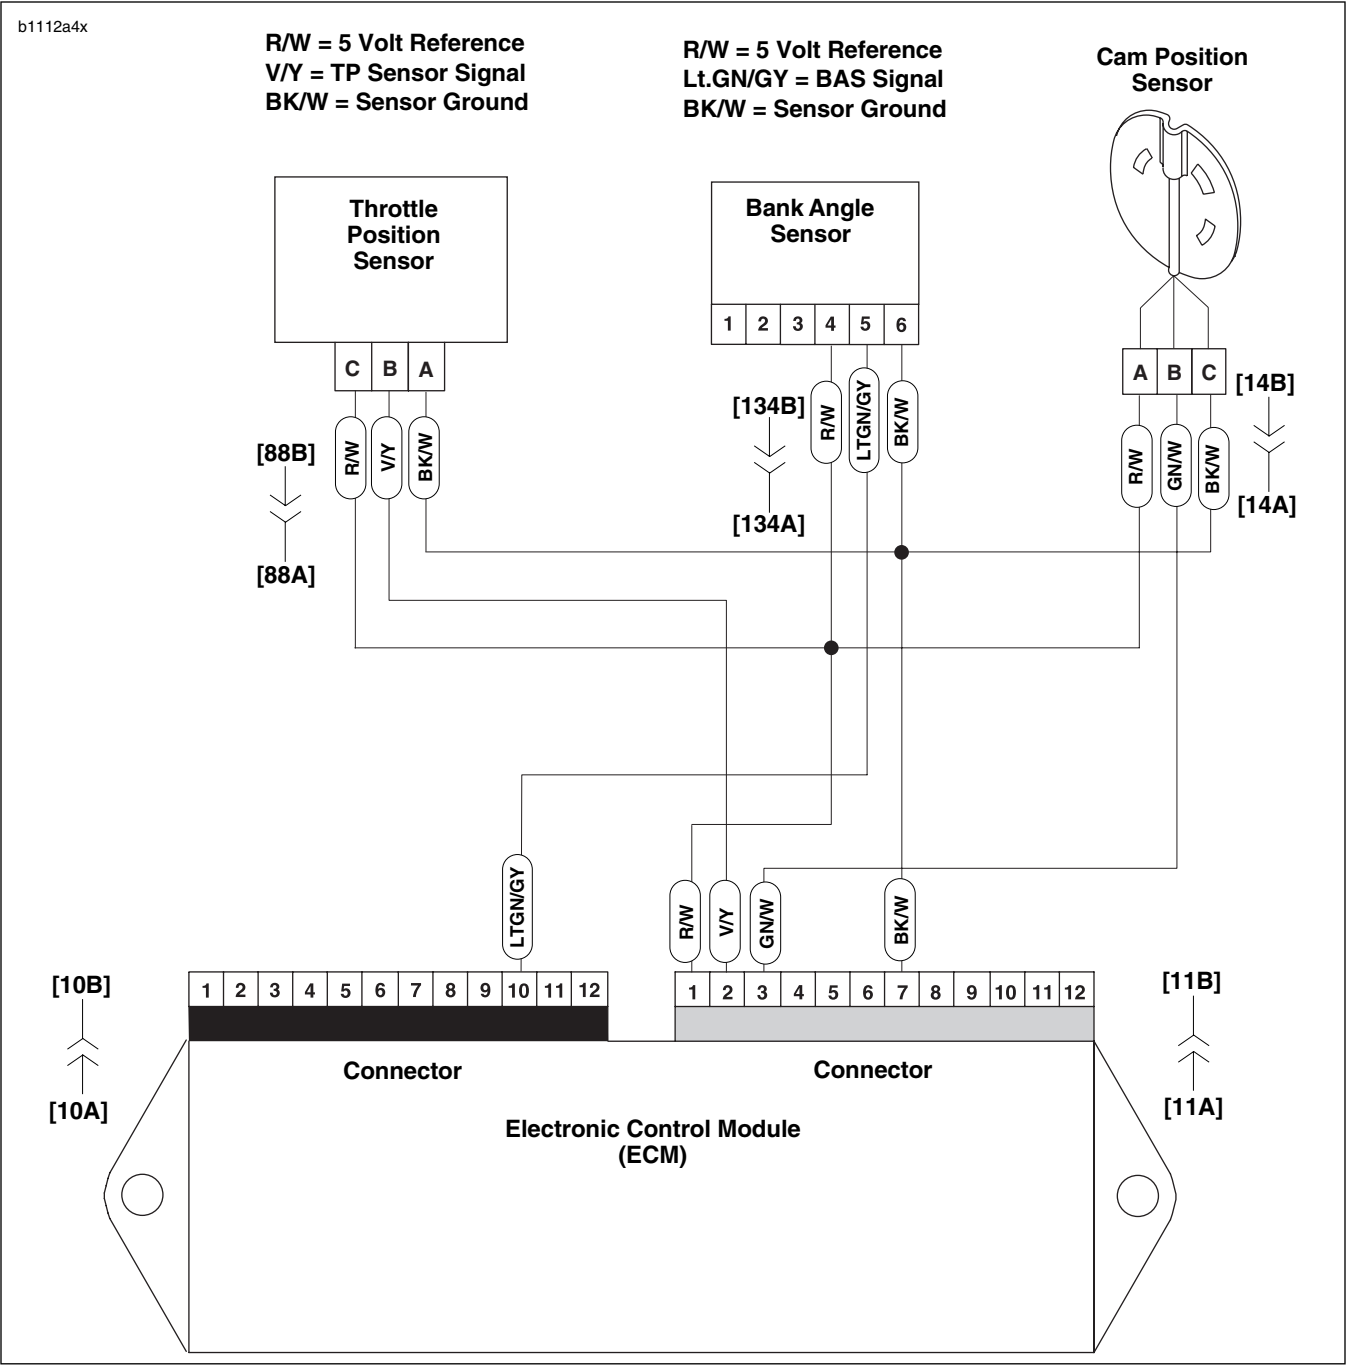 b1112a4x
R/W = 5 Volt Reference
V/Y = TP Sensor Signal
BK/W = Sensor Ground
R/W = 5 Volt Reference
Lt.GN/GY = BAS Signal
BK/W = Sensor Ground
Cam Position
Sensor
Throttle
Position
Sensor
C B A
Bank Angle
Sensor
1 2 3 4 5 6
A B C
[88B]
[88A]
R/W V/Y BK/W
[134B]
[134A]
R/W LTGN/GY BK/W
R/W GN/W BK/W
[14B]
[14A]
LTGN/GY
R/W V/Y GN/W BK/W
[10B]
[10A]
1 2 3 4 5 6 7 8 9 10 11 12
1 2 3 4 5 6 7 8 9 10 11 12
[11B]
[11A]
Connector
Connector
Electronic Control Module
(ECM)